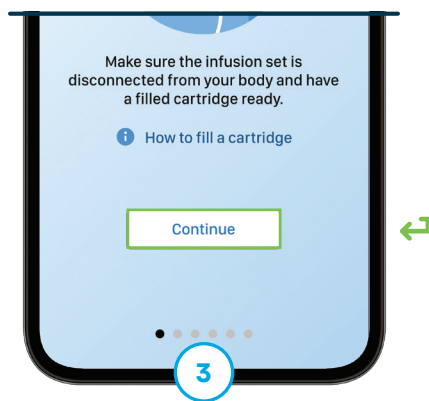 Make sure the infusion set is
disconnected from your body and have
a filled cartridge ready.
i How to fill a cartridge
Continue
3